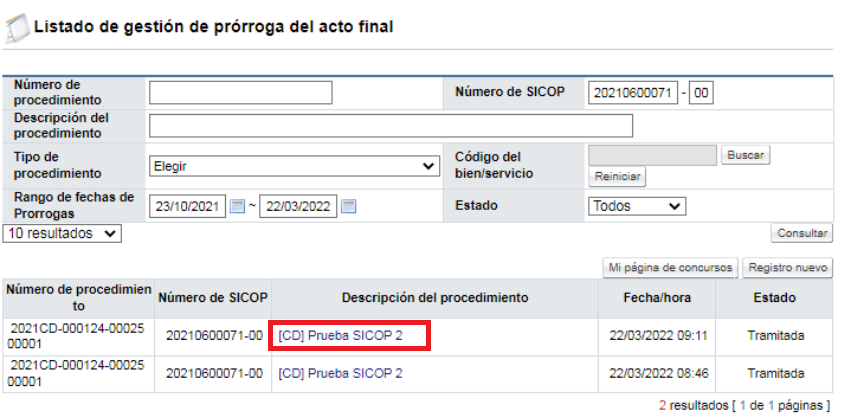 Listado de gestión de prórroga del acto final
Número de procedimiento
Número de SICOP 20210600071 - 00
Descripción del procedimiento
Tipo de procedimiento Elegir
Código del bien/servicio Buscar Reiniciar
Rango de fechas de Prorrogas 23/10/2021 ~ 22/03/2022
Estado Todos
10 resultados Consultar
Mi página de concursos Registro nuevo
Número de procedimien
to Número de SICOP Descripción del procedimiento Fecha/hora Estado
2021CD-000124-00025
00001 20210600071-00 [CD] Prueba SICOP 2 22/03/2022 09:11 Tramitada
2021CD-000124-00025
00001 20210600071-00 [CD] Prueba SICOP 2 22/03/2022 08:46 Tramitada
2 resultados [ 1 de 1 páginas ]